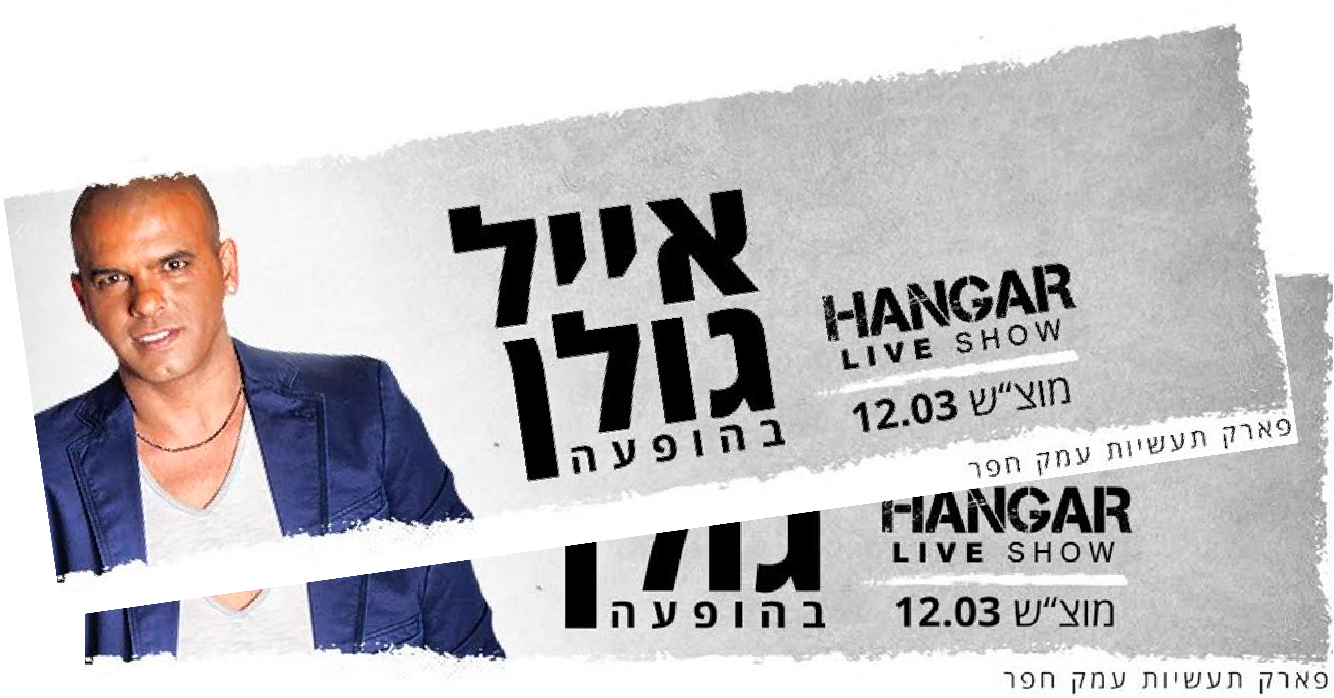 אייל
גולן
בהופעה
HANGAR
LIVE SHOW
מוצ״ש 12.03
פארק תעשיות עמק חפר
גולן
בהופעה
HANGAR
LIVE SHOW
מוצ״ש 12.03
פארק תעשיות עמק חפר